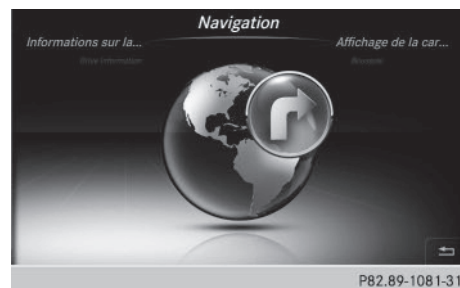 Navigation
Informations sur la... Affichage de la car...
P82.89-1081-31